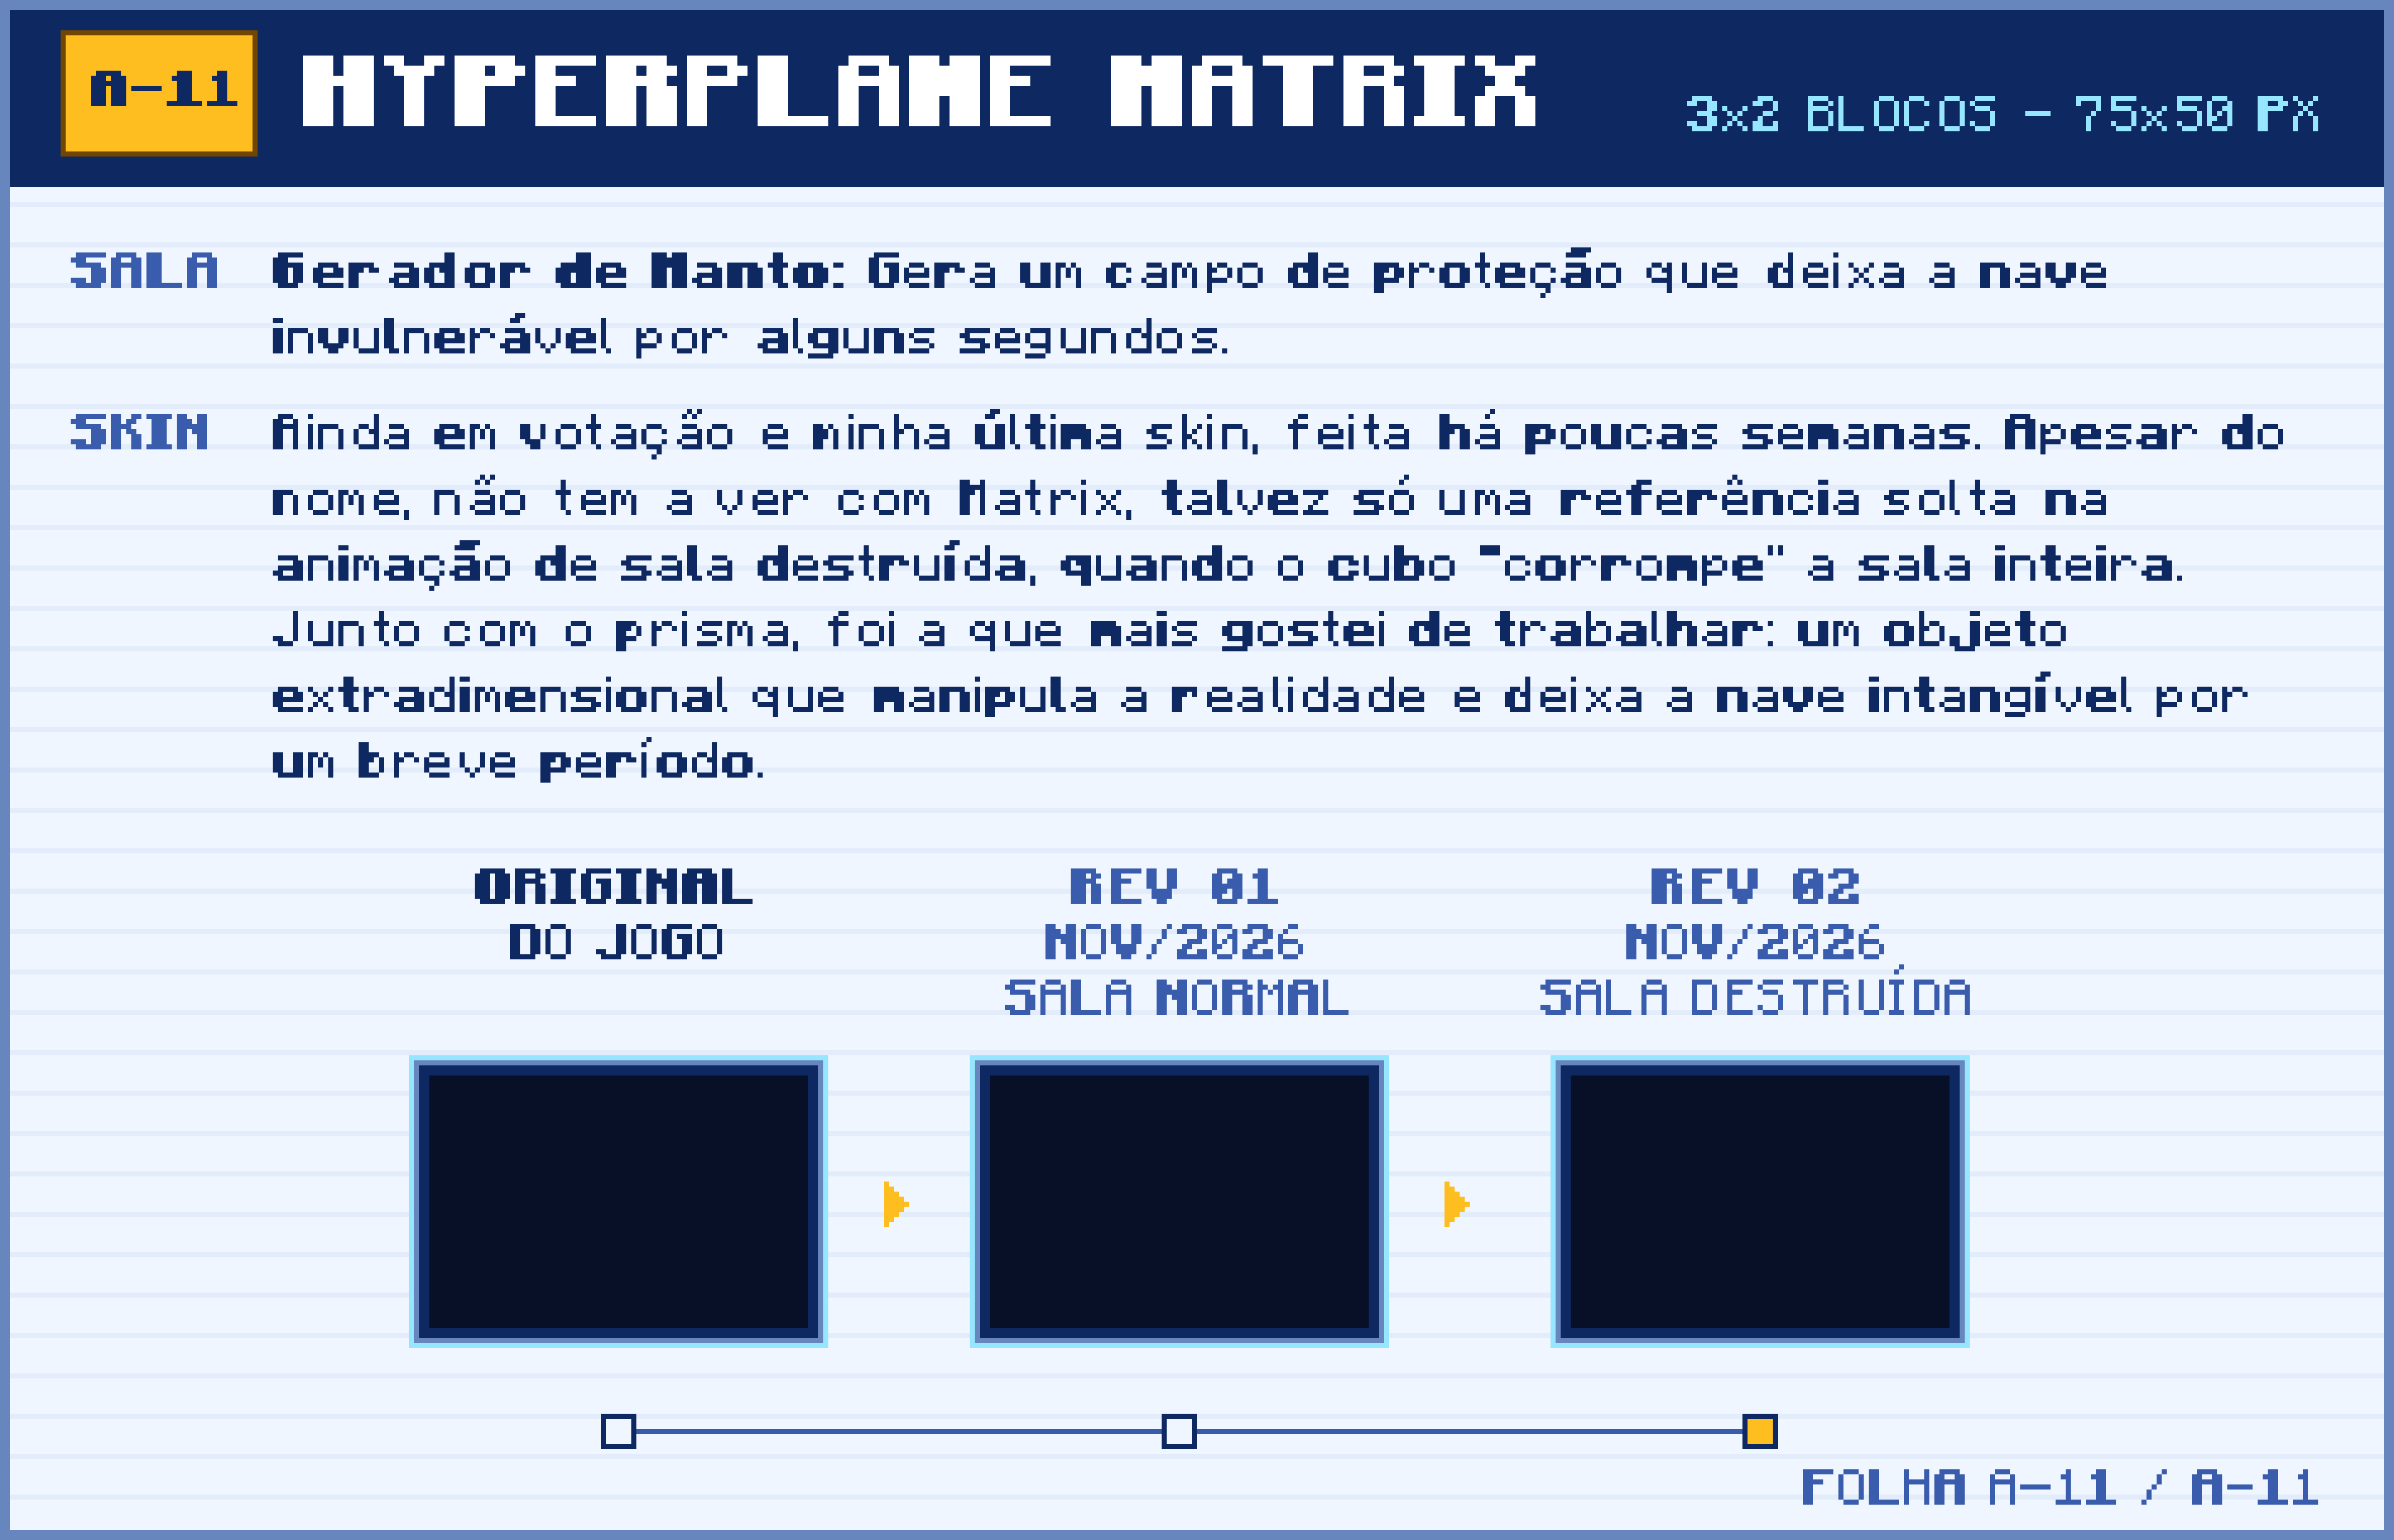 A-11 HYPERPLANE MATRIX 3x2 BLOCOS - 75x50 PX
SALA Gerador de Manto: Gera um campo de proteção que deixa a nave
invulnerável por alguns segundos.
SKIN Ainda em votação e minha última skin, feita há poucas semanas. Apesar do
nome, não tem a ver com Matrix, talvez só uma referência solta na
animação de sala destruída, quando o cubo "corrompe" a sala inteira.
Junto com o prisma, foi a que mais gostei de trabalhar: um objeto
extradimensional que manipula a realidade e deixa a nave intangível por
um breve período.
ORIGINAL REV 01 REV 02
DO JOGO NOV/2026 NOV/2026
SALA NORMAL SALA DESTRUÍDA
FOLHA A-11 / A-11